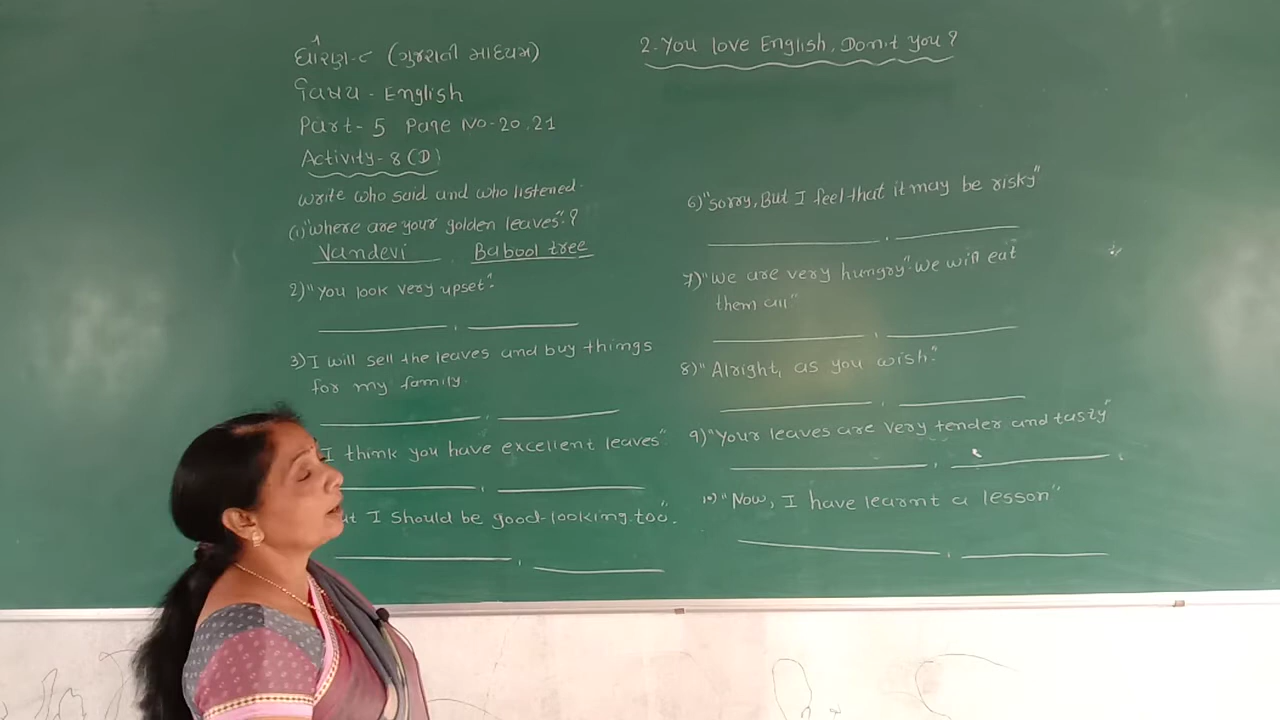 ધોરણ-૮ (ગુજરાતી માધ્યમ)
વિષય - English
Part-5 Page No-20,21
Activity-8(D)
write who said and who listened.
(1)"where are your golden leaves"?
Vandevi . Babool tree
2)"You look very upset".
3)I will sell the leaves and buy things
for my family.
I think you have excellent leaves".
ut I should be good-looking too".
2.You love English, Don't you?
6)"Sorry, But I feel that it may be risky"
7)"We are very hungry". We will eat
them all"
8)"Alright, as you wish".
9)"Your leaves are very tender and tasty"
10)"Now, I have learnt a lesson"